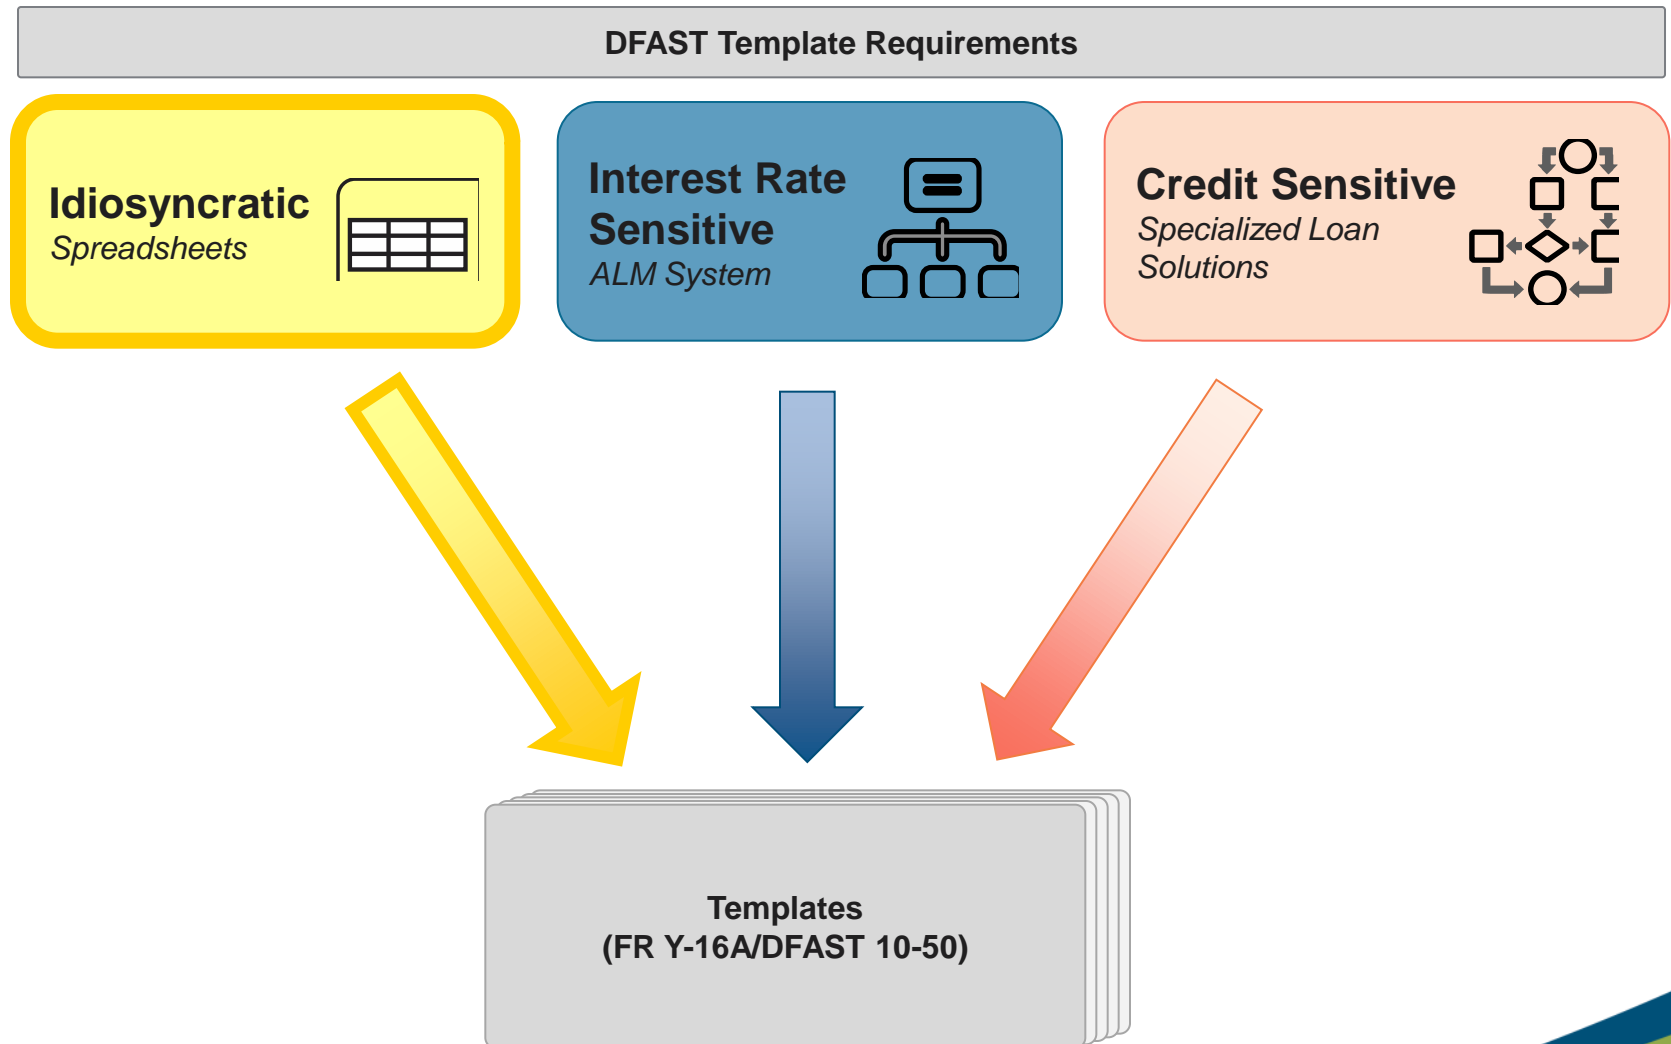 DFAST Template Requirements
Idiosyncratic
Spreadsheets
Interest Rate
Sensitive
ALM System
Credit Sensitive
Specialized Loan
Solutions
Templates
(FR Y-16A/DFAST 10-50)